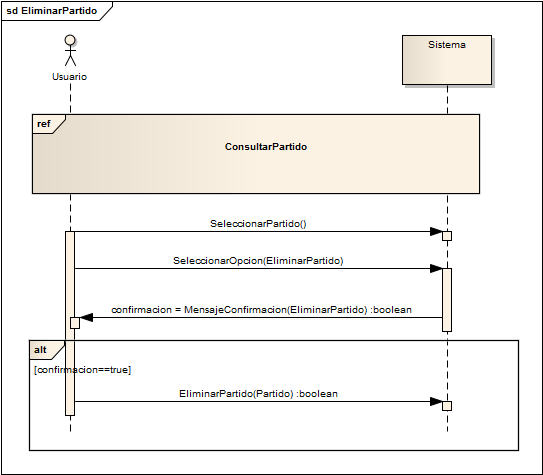 sd EliminarPartido
Usuario
Sistema
ref
ConsultarPartido
SeleccionarPartido()
SeleccionarOpcion(EliminarPartido)
confirmacion = MensajeConfirmacion(EliminarPartido) :boolean
alt
[confirmacion==true]
EliminarPartido(Partido) :boolean